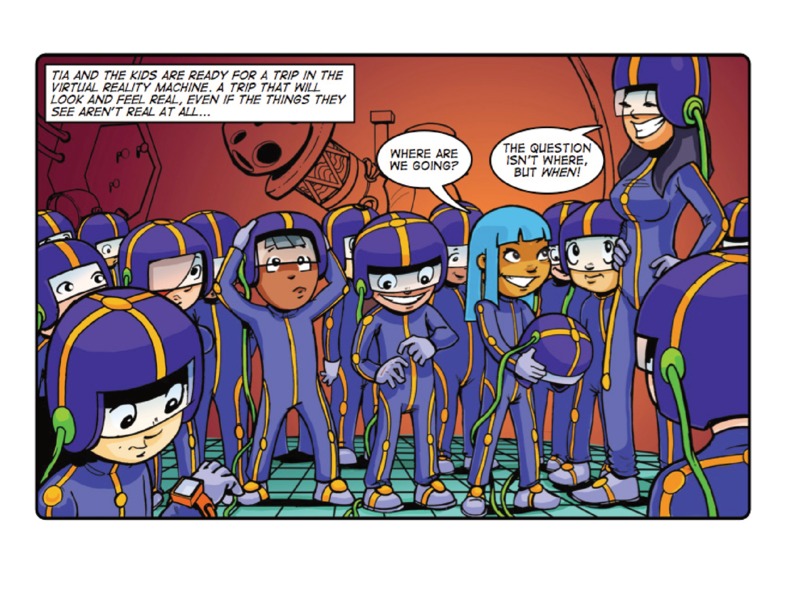 TIA AND THE KIDS ARE READY FOR A TRIP IN THE
VIRTUAL REALITY MACHINE. A TRIP THAT WILL
LOOK AND FEEL REAL, EVEN IF THE THINGS THEY
SEE AREN'T REAL AT ALL...
WHERE ARE
WE GOING?
THE QUESTION
ISN'T WHERE,
BUT WHEN!